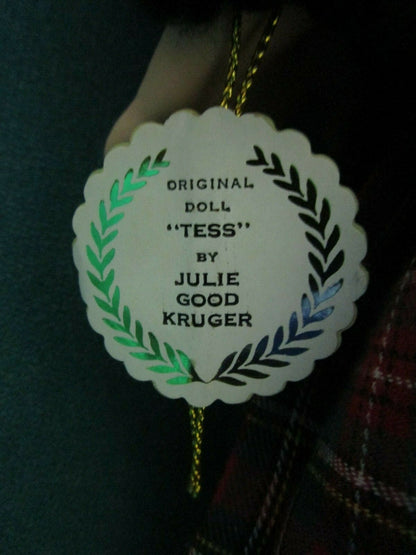 ORIGINAL
DOLL
“TESS”
BY
JULIE
GOOD
KRUGER